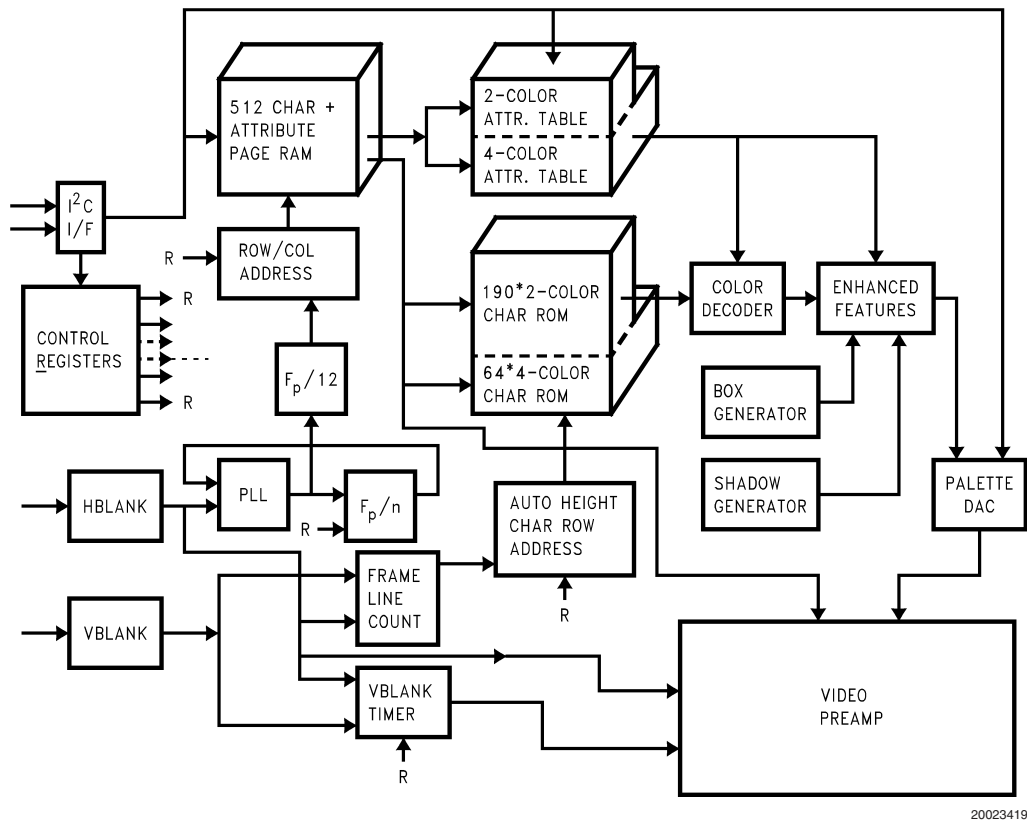 512 CHAR +
ATTRIBUTE
PAGE RAM
2-COLOR
ATTR. TABLE
4-COLOR
ATTR. TABLE
I²C
I/F
R
ROW/COL
ADDRESS
190*2-COLOR
CHAR ROM
64*4-COLOR
CHAR ROM
COLOR
DECODER
ENHANCED
FEATURES
CONTROL
REGISTERS
R
R
Fp/12
BOX
GENERATOR
SHADOW
GENERATOR
PALETTE
DAC
HBLANK
PLL
Fp/n
R
AUTO HEIGHT
CHAR ROW
ADDRESS
R
FRAME
LINE
COUNT
VBLANK
VBLANK
TIMER
R
VIDEO
PREAMP
20023419